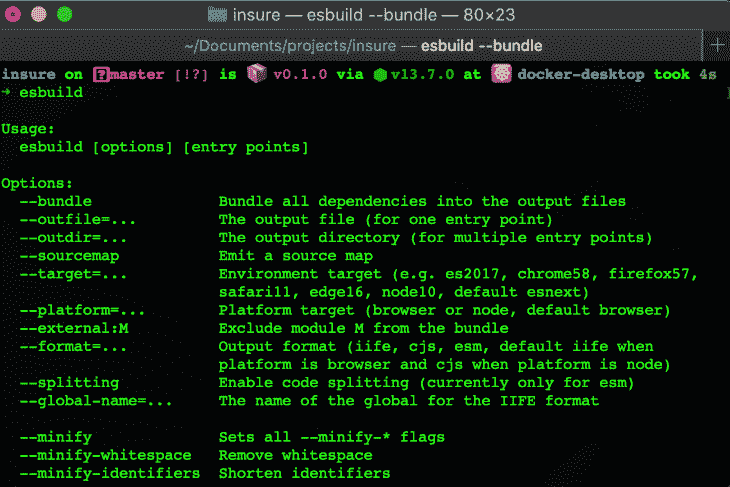 insure — esbuild --bundle — 80×23
~/Documents/projects/insure — esbuild --bundle
insure on master [!?] is v0.1.0 via v13.7.0 at docker-desktop took 4s
➜ esbuild
Usage:
esbuild [options] [entry points]
Options:
--bundle Bundle all dependencies into the output files
--outfile=... The output file (for one entry point)
--outdir=... The output directory (for multiple entry points)
--sourcemap Emit a source map
--target=... Environment target (e.g. es2017, chrome58, firefox57,
safari11, edge16, node10, default esnext)
--platform=... Platform target (browser or node, default browser)
--external:M Exclude module M from the bundle
--format=... Output format (iife, cjs, esm, default iife when
platform is browser and cjs when platform is node)
--splitting Enable code splitting (currently only for esm)
--global-name=... The name of the global for the IIFE format
--minify Sets all --minify-* flags
--minify-whitespace Remove whitespace
--minify-identifiers Shorten identifiers